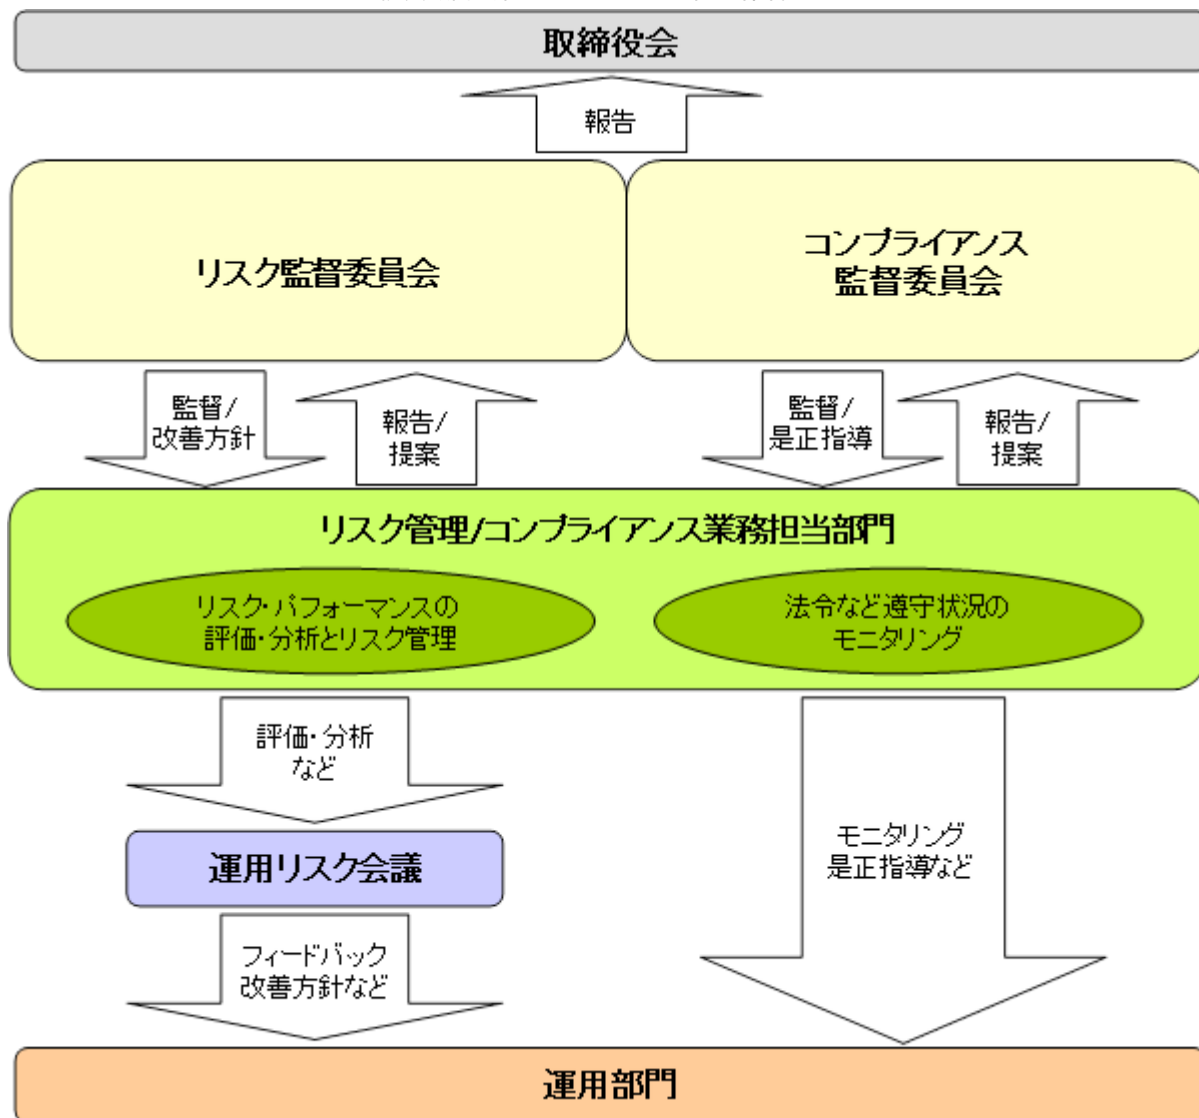 取締役会
報告
リスク監督委員会
コンプライアンス
監督委員会
監督/
改善方針
報告/
提案
監督/
是正指導
報告/
提案
リスク管理/コンプライアンス業務担当部門
リスク・パフォーマンスの
評価・分析とリスク管理
法令など遵守状況の
モニタリング
評価・分析
など
運用リスク会議
モニタリング
是正指導など
フィードバック
改善方針など
運用部門